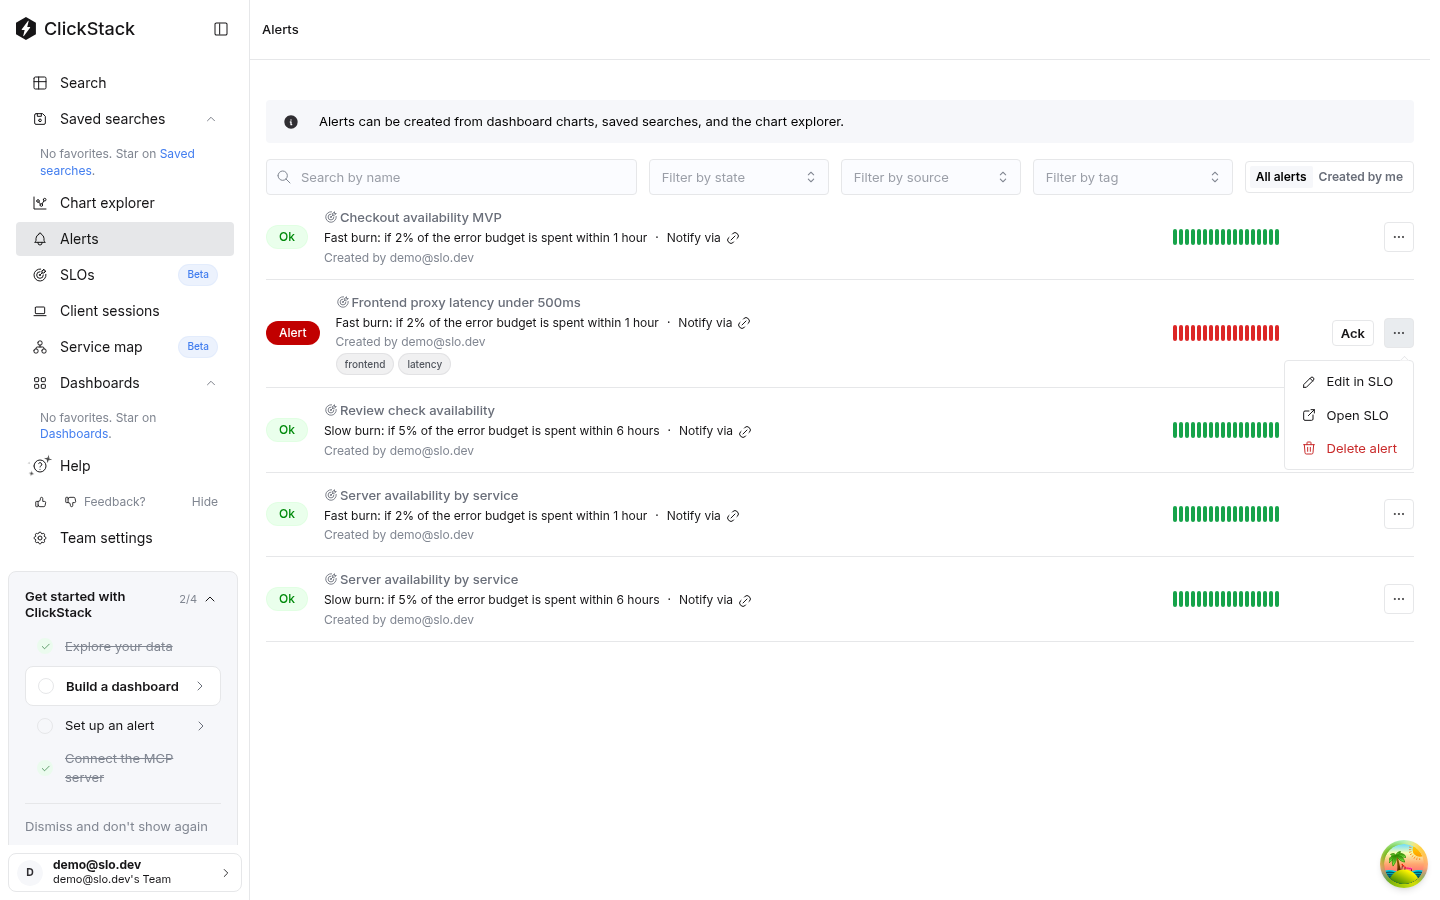 ClickStack
Alerts
Search
Saved searches
No favorites. Star on Saved
searches.
Chart explorer
Alerts
SLOs Beta
Client sessions
Service map Beta
Dashboards
No favorites. Star on
Dashboards.
Help
Feedback? Hide
Team settings
Get started with
ClickStack
2/4
Explore your data
Build a dashboard
Set up an alert
Connect the MCP
server
Dismiss and don't show again
D
demo@slo.dev
demo@slo.dev's Team
Alerts can be created from dashboard charts, saved searches, and the chart explorer.
Search by name Filter by state Filter by source Filter by tag All alerts Created by me
Ok
Checkout availability MVP
Fast burn: if 2% of the error budget is spent within 1 hour · Notify via
Created by demo@slo.dev
Alert
Frontend proxy latency under 500ms
Fast burn: if 2% of the error budget is spent within 1 hour · Notify via
Created by demo@slo.dev
frontend latency
Ack
Edit in SLO
Open SLO
Delete alert
Ok
Review check availability
Slow burn: if 5% of the error budget is spent within 6 hours · Notify via
Created by demo@slo.dev
Ok
Server availability by service
Fast burn: if 2% of the error budget is spent within 1 hour · Notify via
Created by demo@slo.dev
Ok
Server availability by service
Slow burn: if 5% of the error budget is spent within 6 hours · Notify via
Created by demo@slo.dev